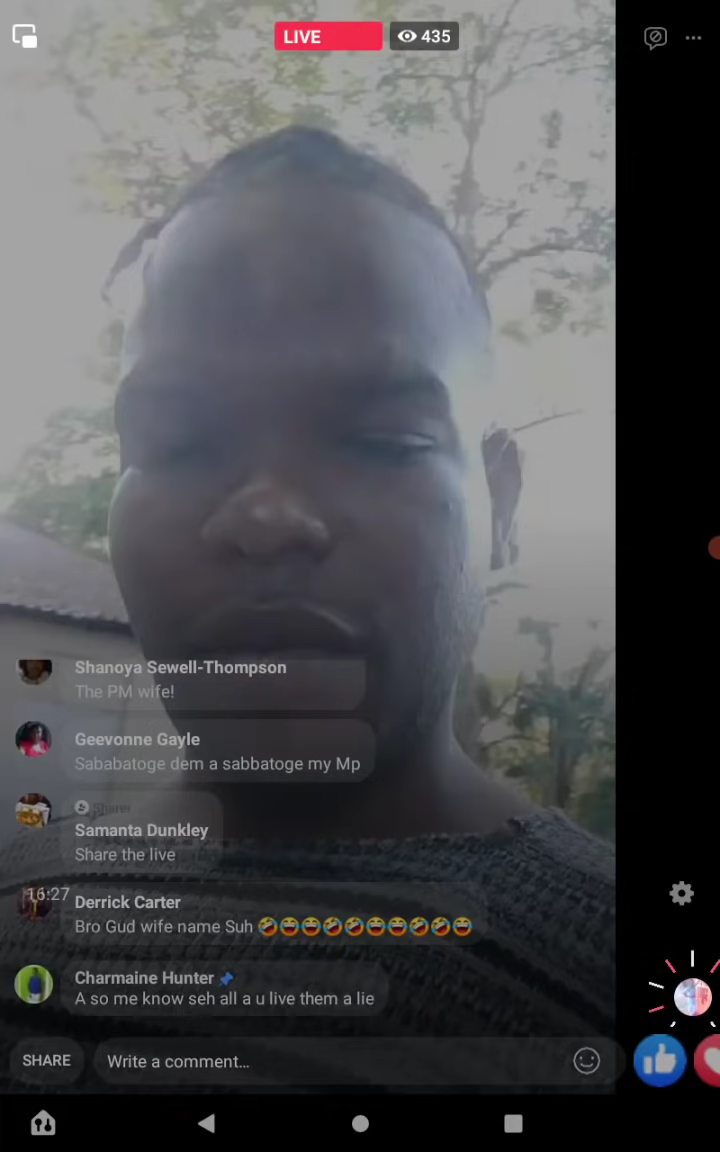 LIVE
435
Shanoya Sewell-Thompson
The PM wife!
Geevonne Gayle
Sababatoge dem a sabbatoge my Mp
Sharer
Samanta Dunkley
Share the live
16:27
Derrick Carter
Bro Gud wife name Suh 🤣😂😂🤣🤣😂😂🤣🤣😂
Charmaine Hunter
A so me know seh all a u live them a lie
SHARE
Write a comment...